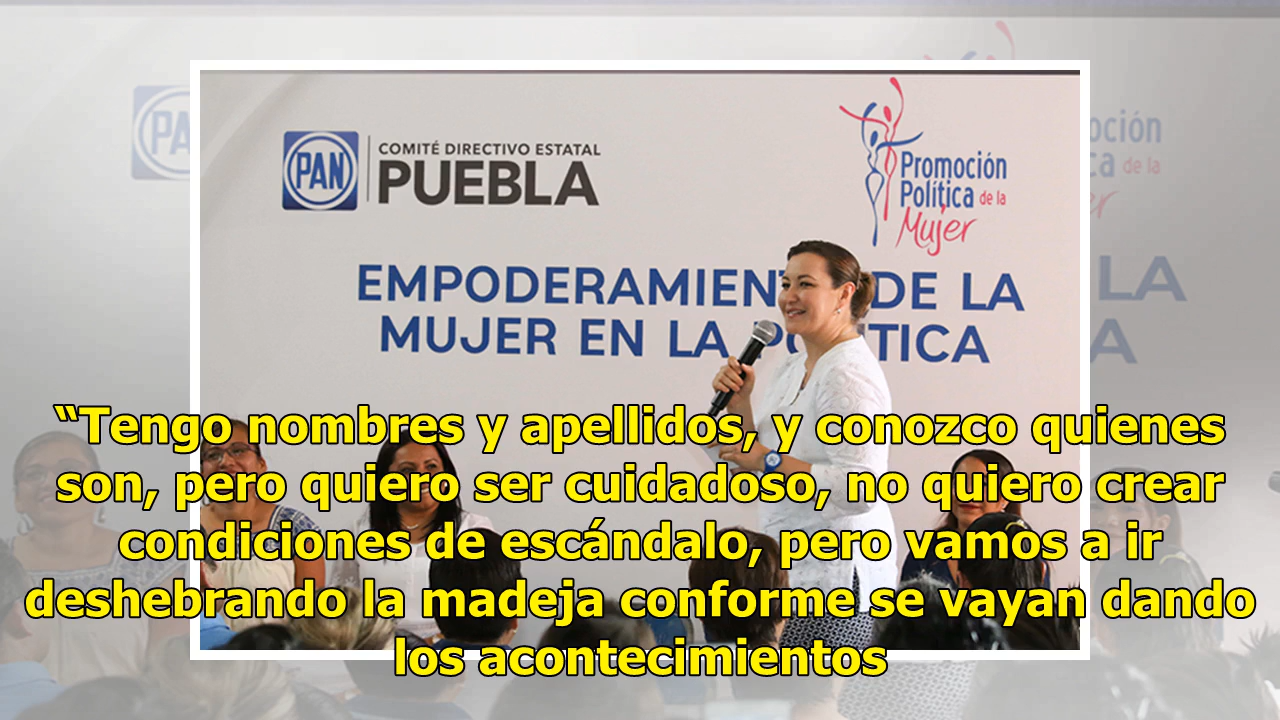 PAN
COMITÉ DIRECTIVO ESTATAL
PUEBLA
Promoción
Política de la
Mujer
EMPODERAMIEN DE LA
MUJER EN LA PO TICA
“Tengo nombres y apellidos, y conozco quienes
son, pero quiero ser cuidadoso, no quiero crear
condiciones de escándalo, pero vamos a ir
deshebrando la madeja conforme se vayan dando
los acontecimientos